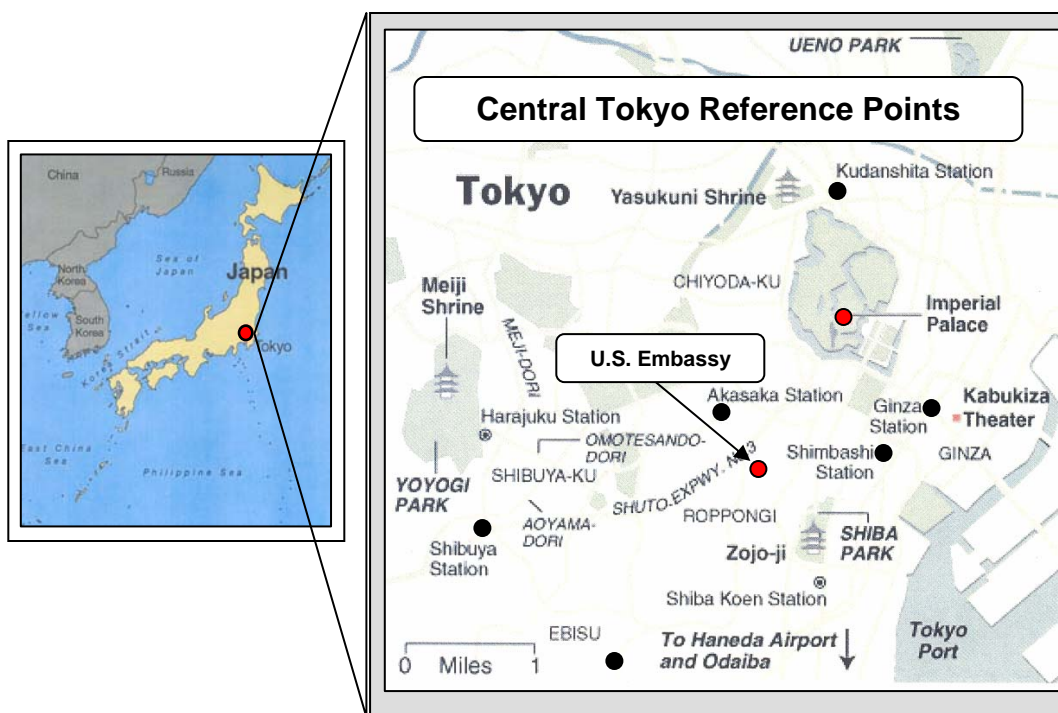 China
Russia
Sea of
Japan
Japan
North
Korea
South
Korea
Yellow
Sea
Korea Strait
Tokyo
East China
Sea
Philippine Sea
UENO PARK
Central Tokyo Reference Points
Tokyo
Yasukuni Shrine
Kudanshita Station
CHIYODA-KU
Meiji
Shrine
MEJI-DORI
Imperial
Palace
U.S. Embassy
Akasaka Station
Ginza
Station
Kabukiza
Theater
Harajuku Station
OMOTESANDO-
DORI
SHIBUYA-KU
SHUTO-EXPWY. No.3
Shimbashi
Station
GINZA
YOYOGI
PARK
AOYAMA-
DORI
ROPPONGI
SHIBA
PARK
Zojo-ji
Shibuya
Station
Shiba Koen Station
EBISU
To Haneda Airport
and Odaiba
Tokyo
Port
0 Miles 1